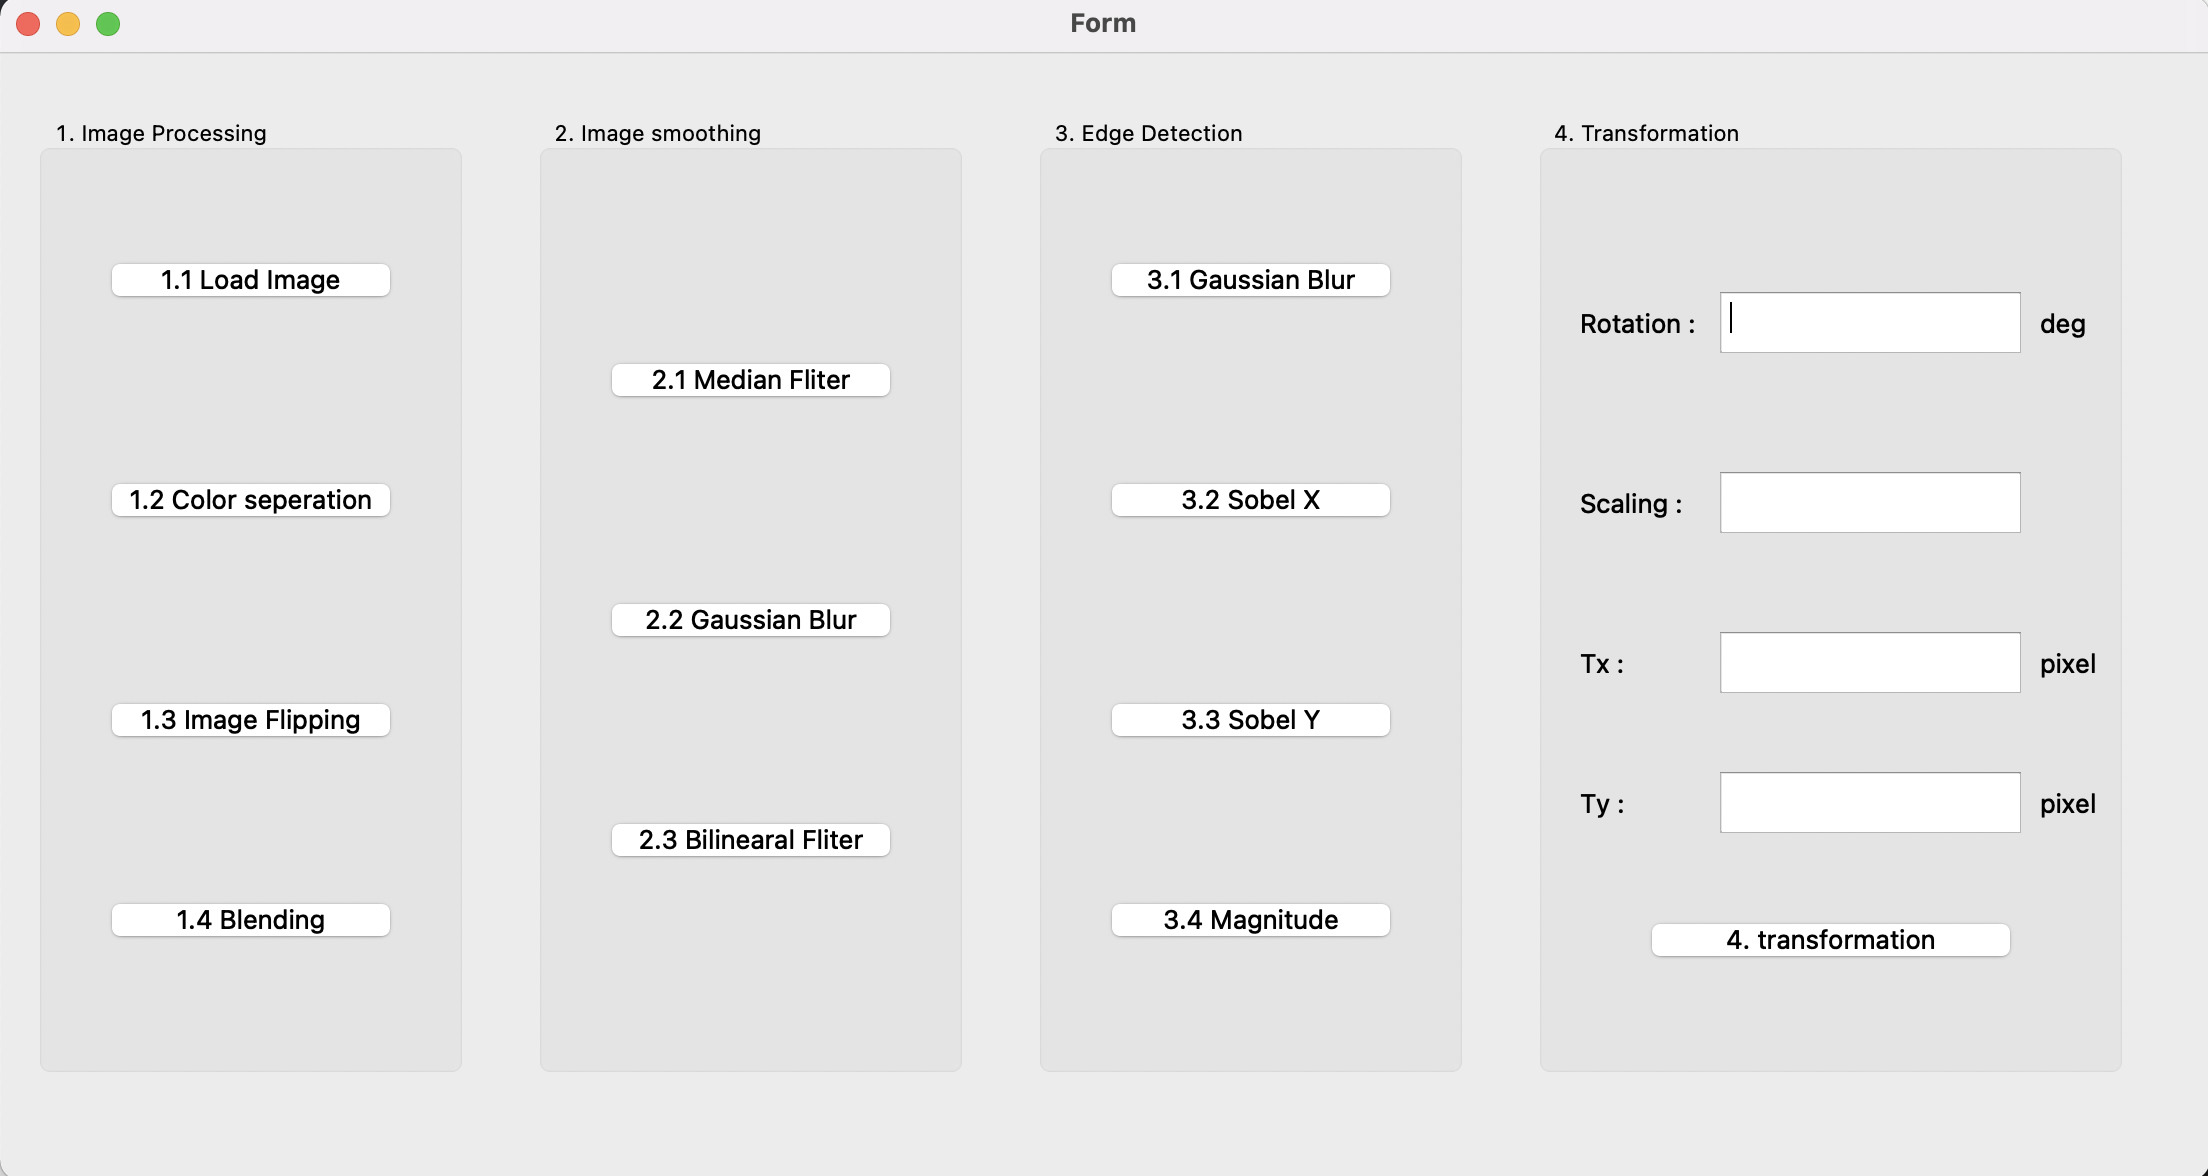 Form
1. Image Processing
1.1 Load Image
1.2 Color seperation
1.3 Image Flipping
1.4 Blending
2. Image smoothing
2.1 Median Fliter
2.2 Gaussian Blur
2.3 Bilinearal Fliter
3. Edge Detection
3.1 Gaussian Blur
3.2 Sobel X
3.3 Sobel Y
3.4 Magnitude
4. Transformation
Rotation : deg
Scaling :
Tx : pixel
Ty : pixel
4. transformation